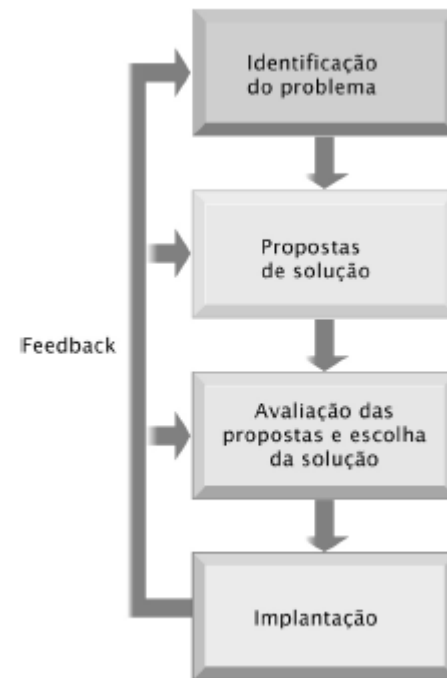 Identificação
do problema
Propostas
de solução
Feedback
Avaliação das
propostas e escolha
da solução
Implantação